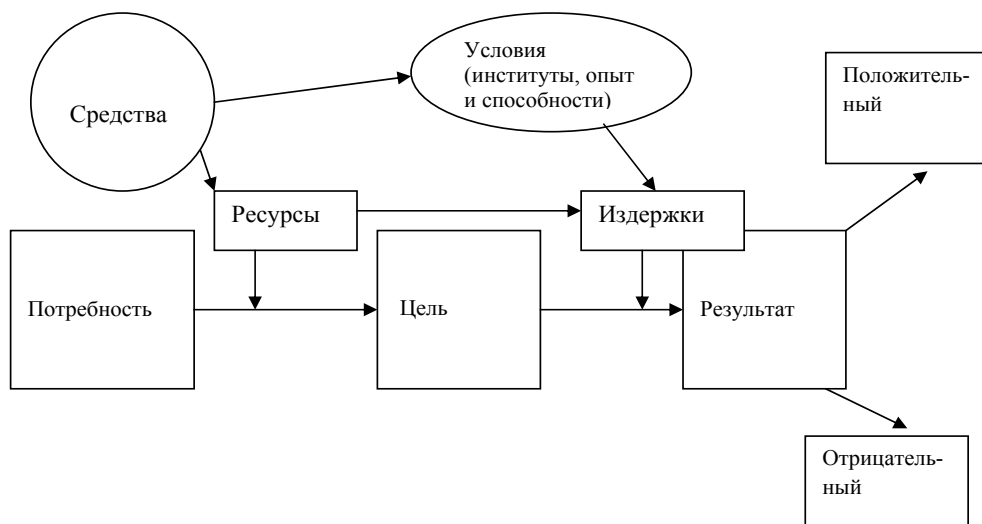 Условия
(институты, опыт
и способности)
Положитель-
ный
Средства
Ресурсы
Издержки
Потребность
Цель
Результат
Отрицатель-
ный